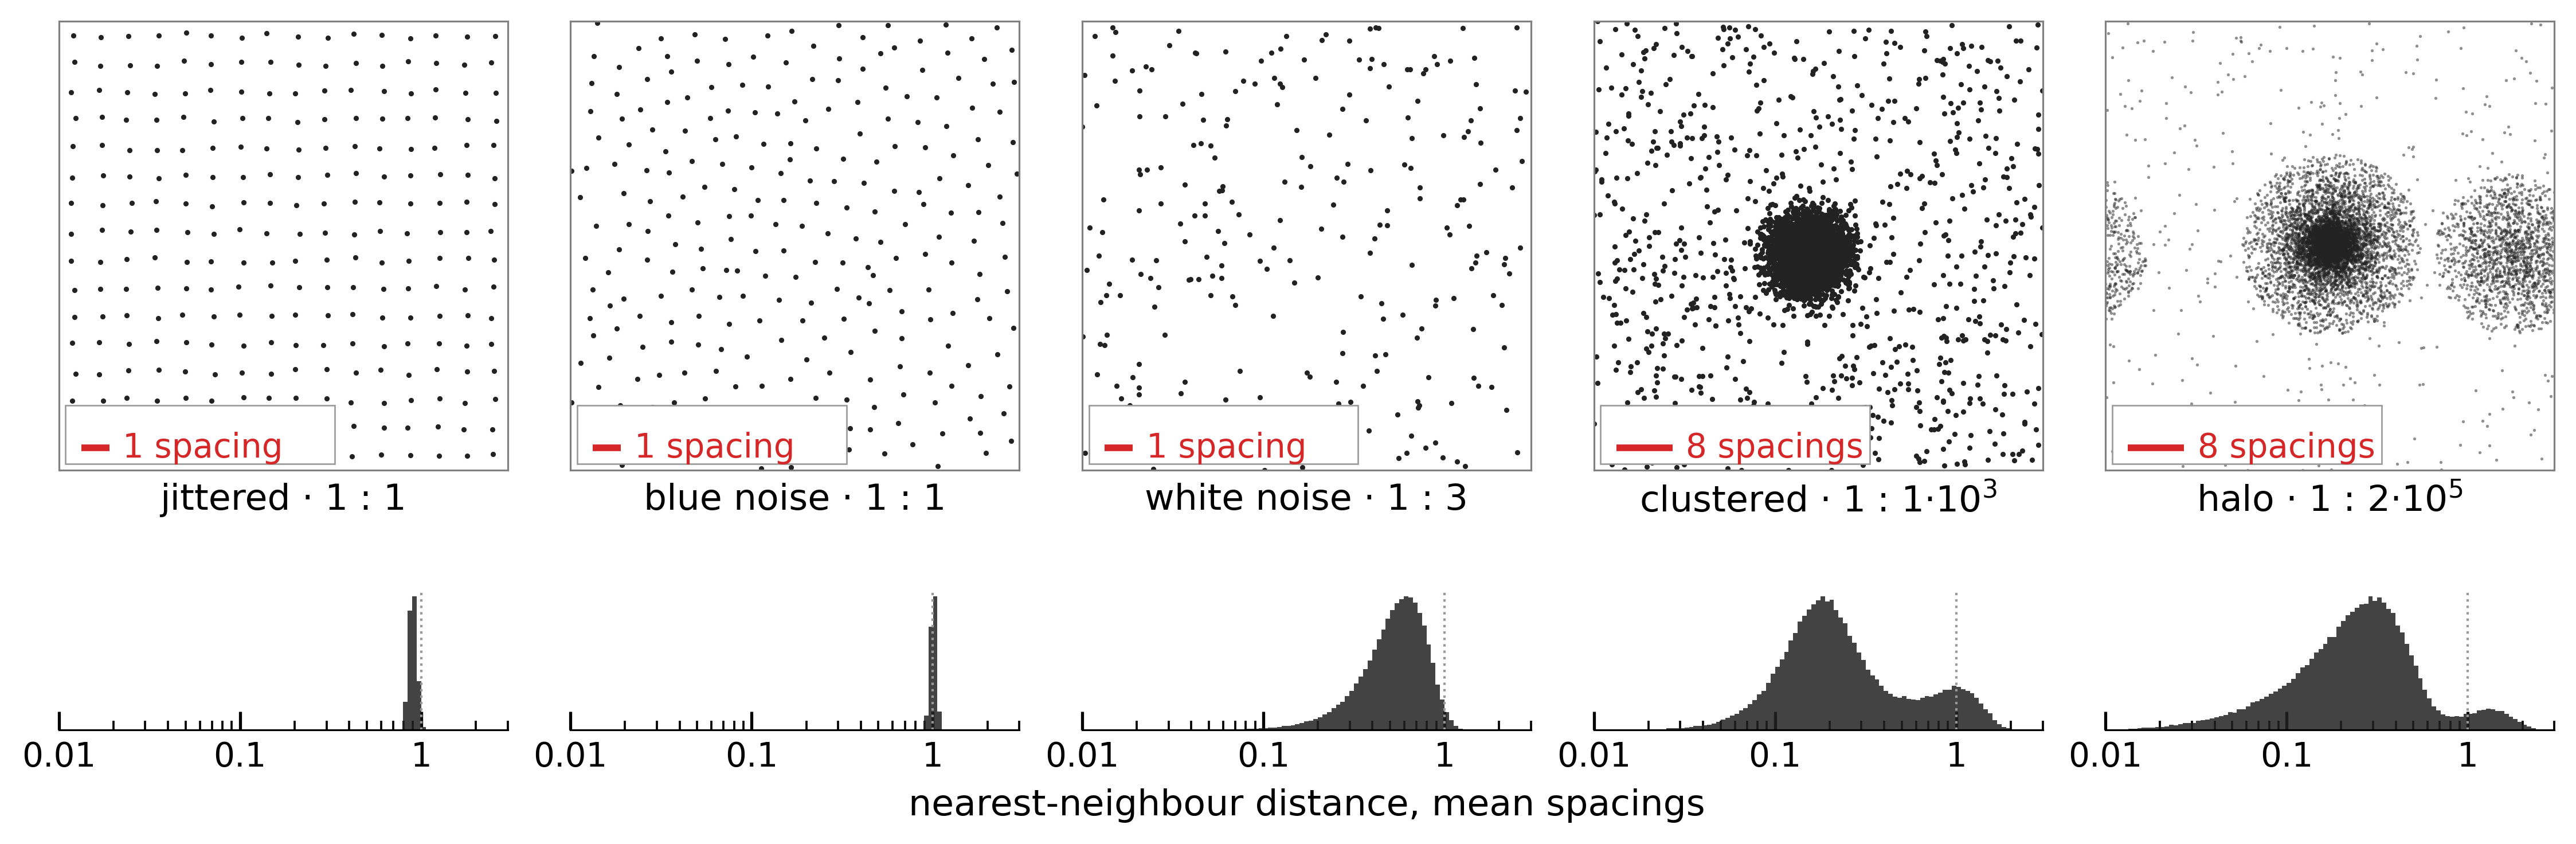 1 spacing
1 spacing
1 spacing
8 spacings
8 spacings
jittered · 1 : 1
blue noise · 1 : 1
white noise · 1 : 3
clustered · 1 : 1·10³
halo · 1 : 2·10⁵
0.01 0.1 1
0.01 0.1 1
0.01 0.1 1
0.01 0.1 1
0.01 0.1 1
nearest-neighbour distance, mean spacings